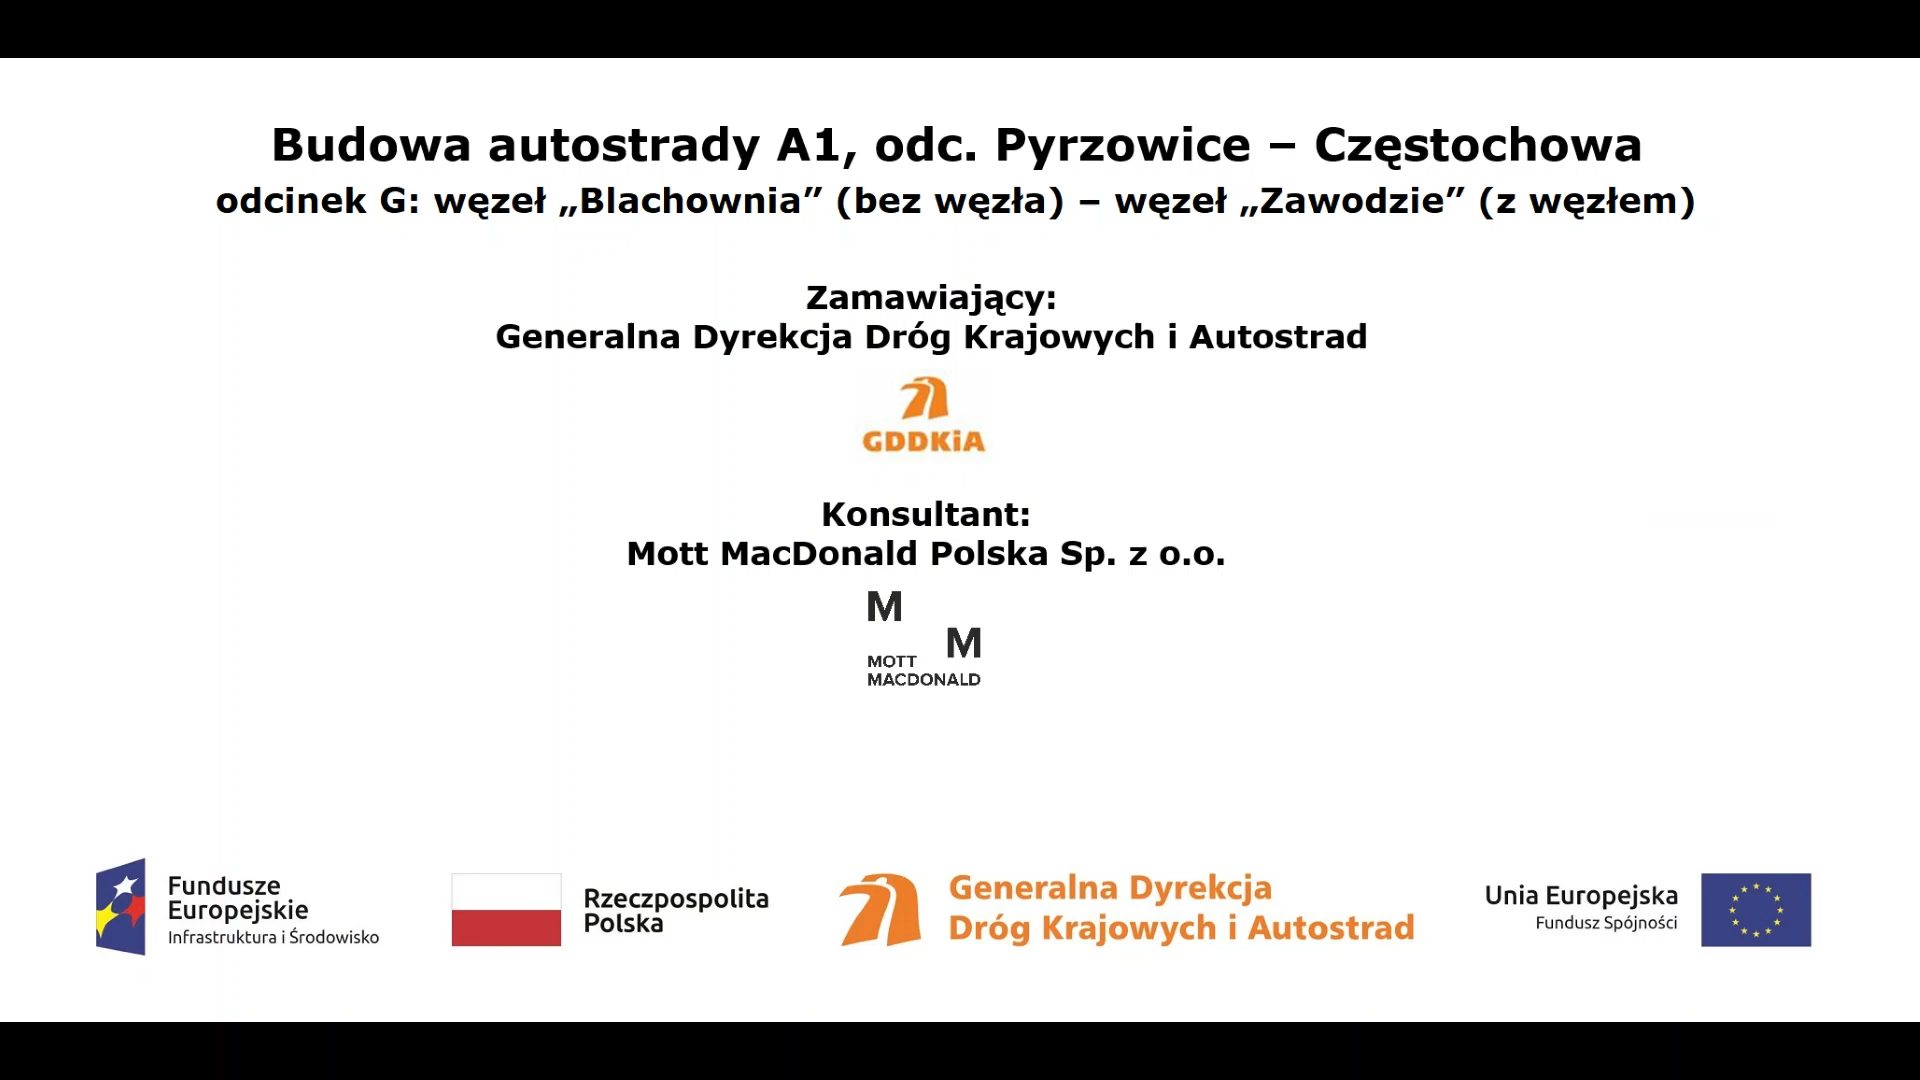 Budowa autostrady A1, odc. Pyrzowice – Częstochowa
odcinek G: węzeł „Blachownia” (bez węzła) – węzeł „Zawodzie” (z węzłem)
Zamawiający:
Generalna Dyrekcja Dróg Krajowych i Autostrad
GDDKiA
Konsultant:
Mott MacDonald Polska Sp. z o.o.
M
M
MOTT
MACDONALD
Fundusze
Europejskie
Infrastruktura i Środowisko
Rzeczpospolita
Polska
Generalna Dyrekcja
Dróg Krajowych i Autostrad
Unia Europejska
Fundusz Spójności